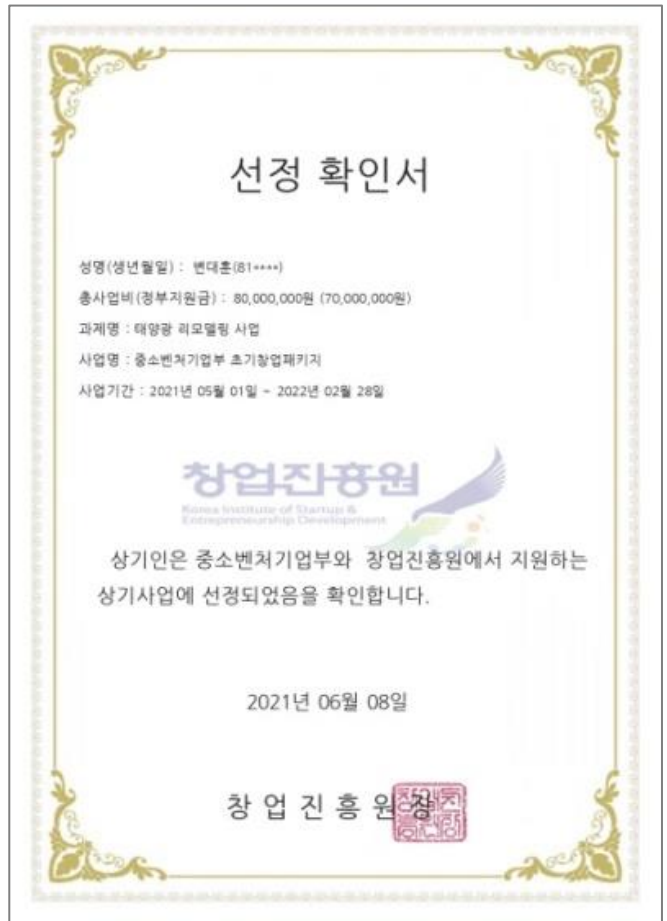 선정 확인서
성명(생년월일) : 변대훈(81****)
총사업비(정부지원금) : 80,000,000원 (70,000,000원)
과제명 : 태양광 리모델링 사업
사업명 : 중소벤처기업부 초기창업패키지
사업기간 : 2021년 05월 01일 ~ 2022년 02월 28일
창업진흥원
Korea Institute of Startup &
Entrepreneurship Development
상기인은 중소벤처기업부와 창업진흥원에서 지원하는
상기사업에 선정되었음을 확인합니다.
2021년 06월 08일
창 업 진 흥 원 장